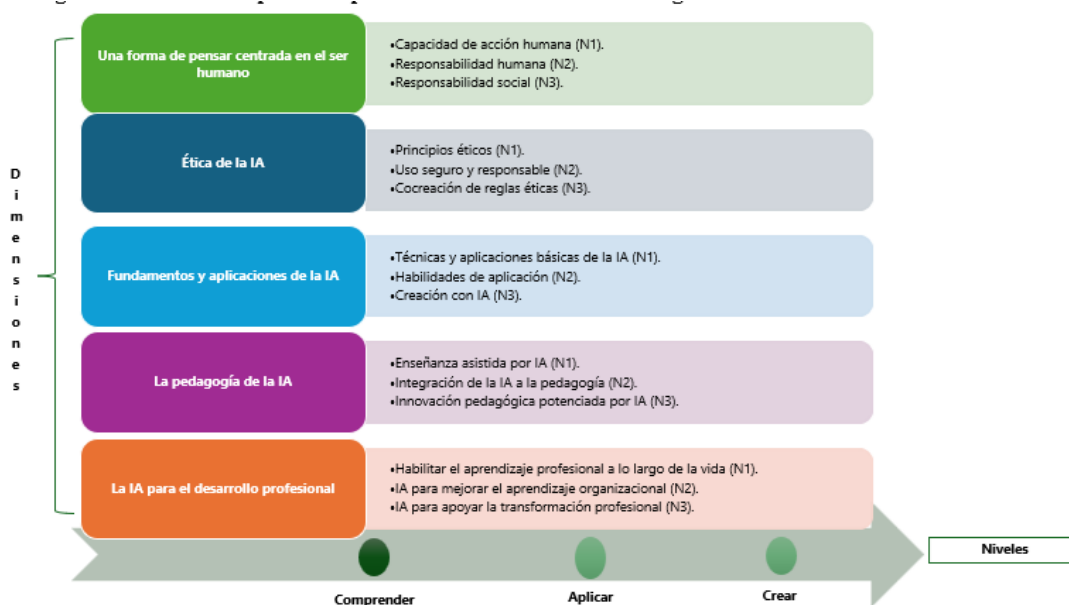 Dimensiones
Una forma de pensar centrada en el ser
humano
•Capacidad de acción humana (N1).
•Responsabilidad humana (N2).
•Responsabilidad social (N3).
Ética de la IA
•Principios éticos (N1).
•Uso seguro y responsable (N2).
•Cocreación de reglas éticas (N3).
Fundamentos y aplicaciones de la IA
•Técnicas y aplicaciones básicas de la IA (N1).
•Habilidades de aplicación (N2).
•Creación con IA (N3).
La pedagogía de la IA
•Enseñanza asistida por IA (N1).
•Integración de la IA a la pedagogía (N2).
•Innovación pedagógica potenciada por IA (N3).
La IA para el desarrollo profesional
•Habilitar el aprendizaje profesional a lo largo de la vida (N1).
•IA para mejorar el aprendizaje organizacional (N2).
•IA para apoyar la transformación profesional (N3).
Niveles
Comprender
Aplicar
Crear